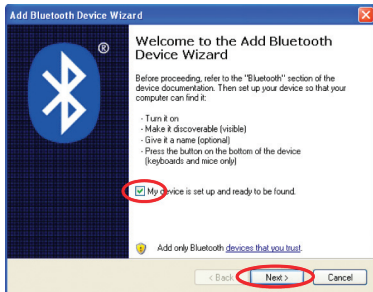 Add Bluetooth Device Wizard
®
Welcome to the Add Bluetooth
Device Wizard
Before proceeding, refer to the "Bluetooth" section of the
device documentation. Then set up your device so that your
computer can find it:
- Turn it on
- Make it discoverable (visible)
- Give it a name (optional)
- Press the button on the bottom of the device
(keyboards and mice only)
My device is set up and ready to be found.
Add only Bluetooth devices that you trust.
< Back Next > Cancel